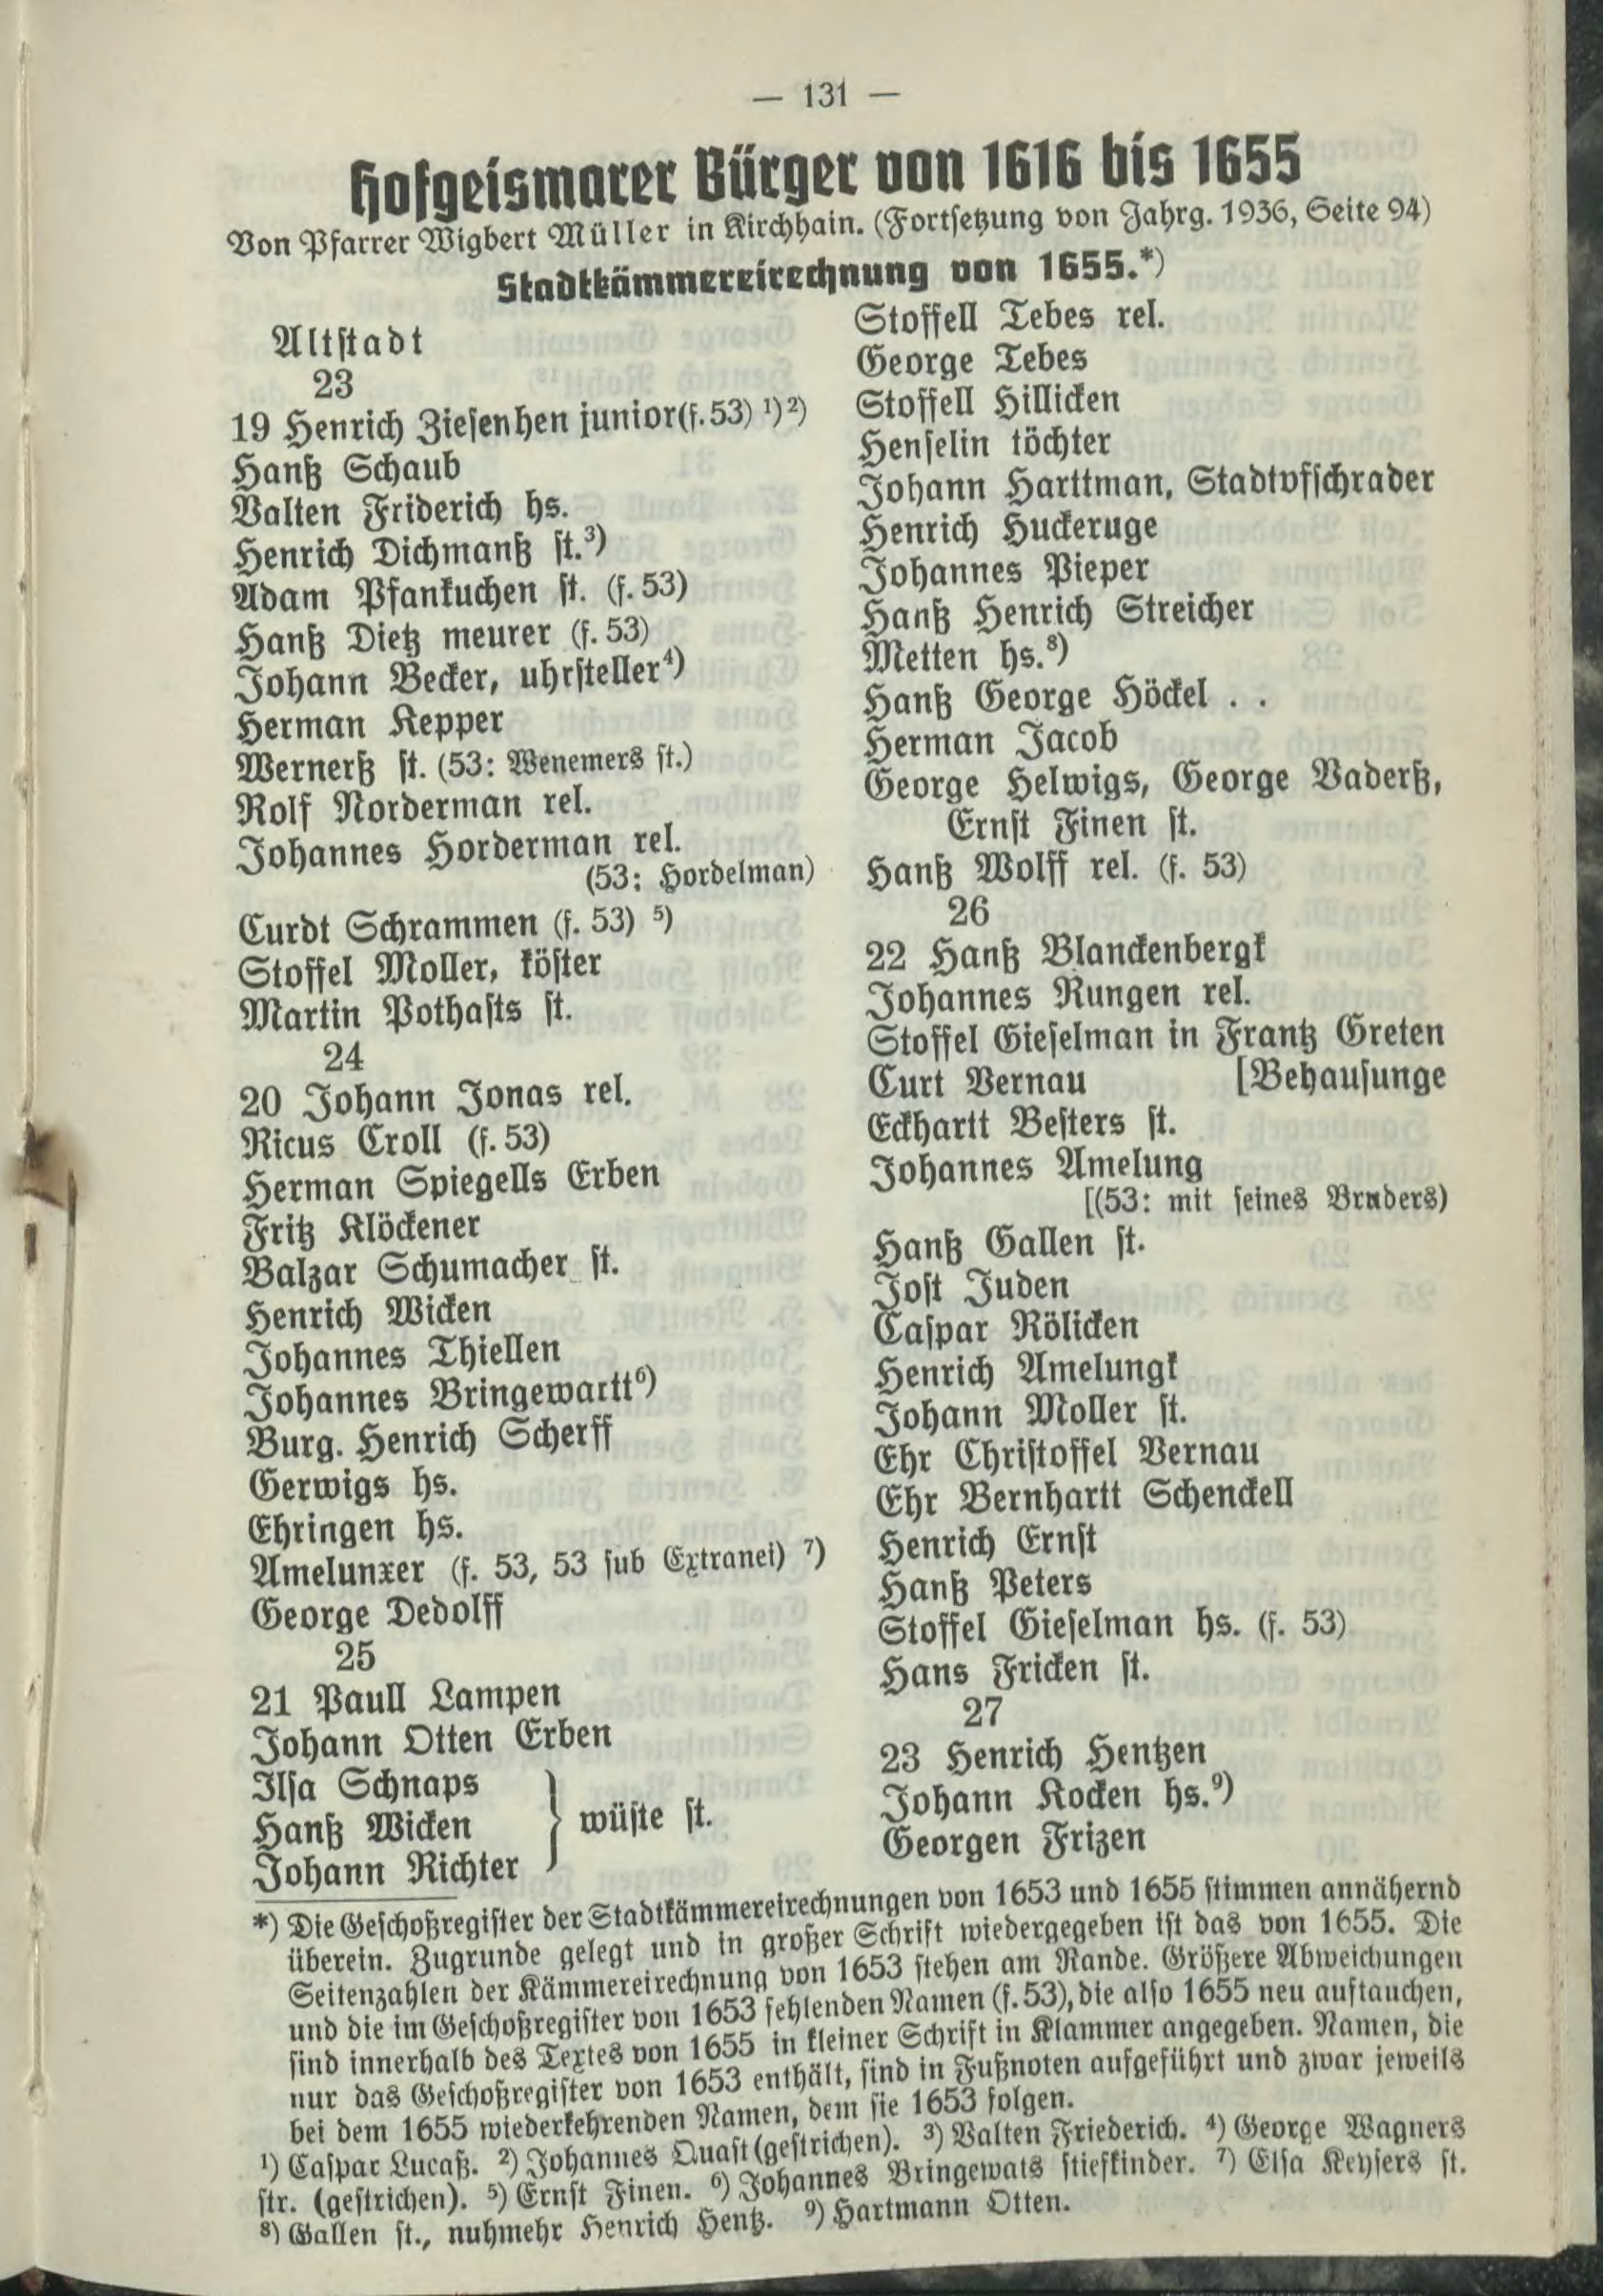 — 131 —
Hofgeismarer Bürger von 1616 bis 1655
Von Pfarrer Wigbert Müller in Kirchhain. (Fortsetzung von Jahrg. 1936, Seite 94)
Stadtkämmereirechnung von 1655.*)
Altstadt
23
19 Henrich Ziesenhen junior (f. 53) ¹) ²)
Hanß Schaub
Valten Friderich hs.
Henrich Dichmanß st.³)
Adam Pfankuchen st. (f. 53)
Hanß Dietz meurer (f. 53)
Johann Becker, uhrsteller⁴)
Herman Kepper
Wernerß st. (53: Wenemers st.)
Rolf Norderman rel.
Johannes Horderman rel.
(53: Hordelman)
Curdt Schrammen (f. 53) ⁵)
Stoffel Moller, köster
Martin Pothasts st.
24
20 Johann Jonas rel.
Ricus Croll (f. 53)
Herman Spiegells Erben
Fritz Klöckener
Balzar Schumacher st.
Henrich Wicken
Johannes Thiellen
Johannes Bringewartt⁶)
Burg. Henrich Scherff
Gerwigs hs.
Ehringen hs.
Amelunxer (f. 53, 53 sub Extranei) ⁷)
George Dedolff
25
21 Paull Lampen
Johann Otten Erben
Ilsa Schnaps
Hanß Wicken } wüste st.
Johann Richter
Stoffell Tebes rel.
George Tebes
Stoffell Hillicken
Henselin töchter
Johann Harttman, Stadtvfschrader
Henrich Huckeruge
Johannes Pieper
Hanß Henrich Streicher
Metten hs.⁸)
Hanß George Höckel . .
Herman Jacob
George Helwigs, George Vaderß,
Ernst Finen st.
Hanß Wolff rel. (f. 53)
26
22 Hanß Blanckenbergk
Johannes Rungen rel.
Stoffel Gieselman in Frantz Greten
Curt Vernau [Behausunge
Eckhartt Besters st.
Johannes Amelung
[(53: mit seines Bruders)
Hanß Gallen st.
Jost Juden
Caspar Rölicken
Henrich Amelungk
Johann Moller st.
Ehr Christoffel Vernau
Ehr Bernhartt Schenckell
Henrich Ernst
Hanß Peters
Stoffel Gieselman hs. (f. 53)
Hans Fricken st.
27
23 Henrich Hentzen
Johann Kocken hs.⁹)
Georgen Frizen
*) Die Geschoßregister der Stadtkämmereirechnungen von 1653 und 1655 stimmen annähernd
überein. Zugrunde gelegt und in großer Schrift wiedergegeben ist das von 1655. Die
Seitenzahlen der Kämmereirechnung von 1653 stehen am Rande. Größere Abweichungen
und die im Geschoßregister von 1653 fehlenden Namen (f. 53), die also 1655 neu auftauchen,
sind innerhalb des Textes von 1655 in kleiner Schrift in Klammer angegeben. Namen, die
nur das Geschoßregister von 1653 enthält, sind in Fußnoten aufgeführt und zwar jeweils
bei dem 1655 wiederkehrenden Namen, dem sie 1653 folgen.
¹) Caspar Lucaß. ²) Johannes Quast (gestrichen). ³) Valten Friederich. ⁴) George Wagners
str. (gestrichen). ⁵) Ernst Finen. ⁶) Johannes Bringewats stiefkinder. ⁷) Elsa Keysers st.
⁸) Gallen st., nuhmehr Henrich Hentz. ⁹) Hartmann Otten.